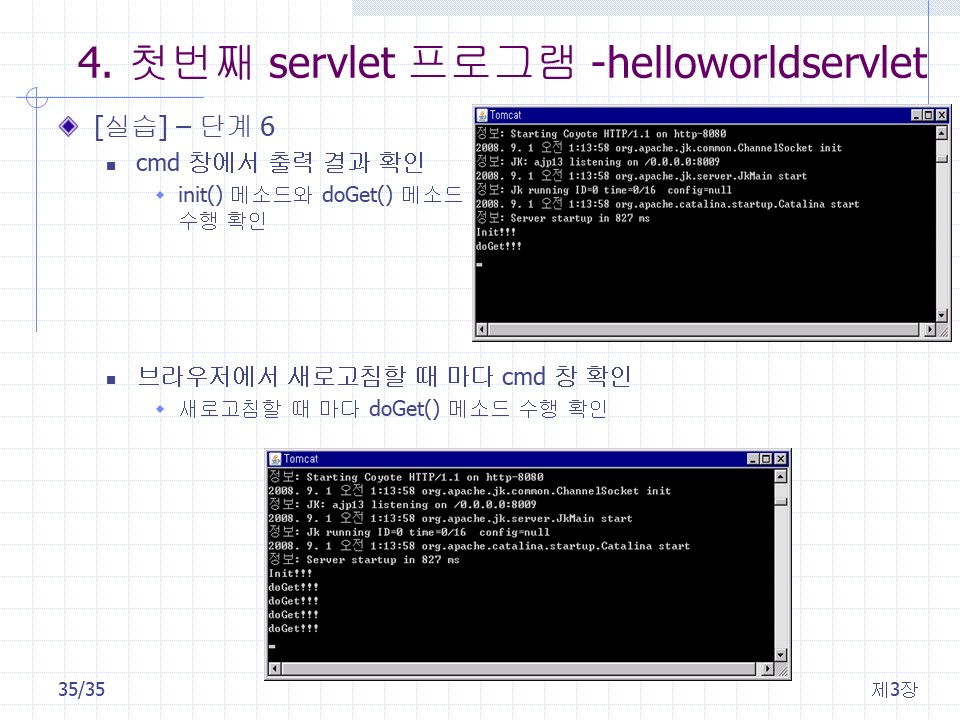 4. 첫번째 servlet 프로그램 -helloworldservlet
[실습] – 단계 6
cmd 창에서 출력 결과 확인
init() 메소드와 doGet() 메소드
수행 확인
Tomcat
정보: Starting Coyote HTTP/1.1 on http-8080
2008. 9. 1 오전 1:13:58 org.apache.jk.common.ChannelSocket init
정보: JK: ajp13 listening on /0.0.0.0:8009
2008. 9. 1 오전 1:13:58 org.apache.jk.server.JkMain start
정보: Jk running ID=0 time=0/16  config=null
2008. 9. 1 오전 1:13:58 org.apache.catalina.startup.Catalina start
정보: Server startup in 827 ms
Init!!!
doGet!!!
브라우저에서 새로고침할 때 마다 cmd 창 확인
새로고침할 때 마다 doGet() 메소드 수행 확인
Tomcat
정보: Starting Coyote HTTP/1.1 on http-8080
2008. 9. 1 오전 1:13:58 org.apache.jk.common.ChannelSocket init
정보: JK: ajp13 listening on /0.0.0.0:8009
2008. 9. 1 오전 1:13:58 org.apache.jk.server.JkMain start
정보: Jk running ID=0 time=0/16  config=null
2008. 9. 1 오전 1:13:58 org.apache.catalina.startup.Catalina start
정보: Server startup in 827 ms
Init!!!
doGet!!!
doGet!!!
doGet!!!
doGet!!!
35/35
제3장